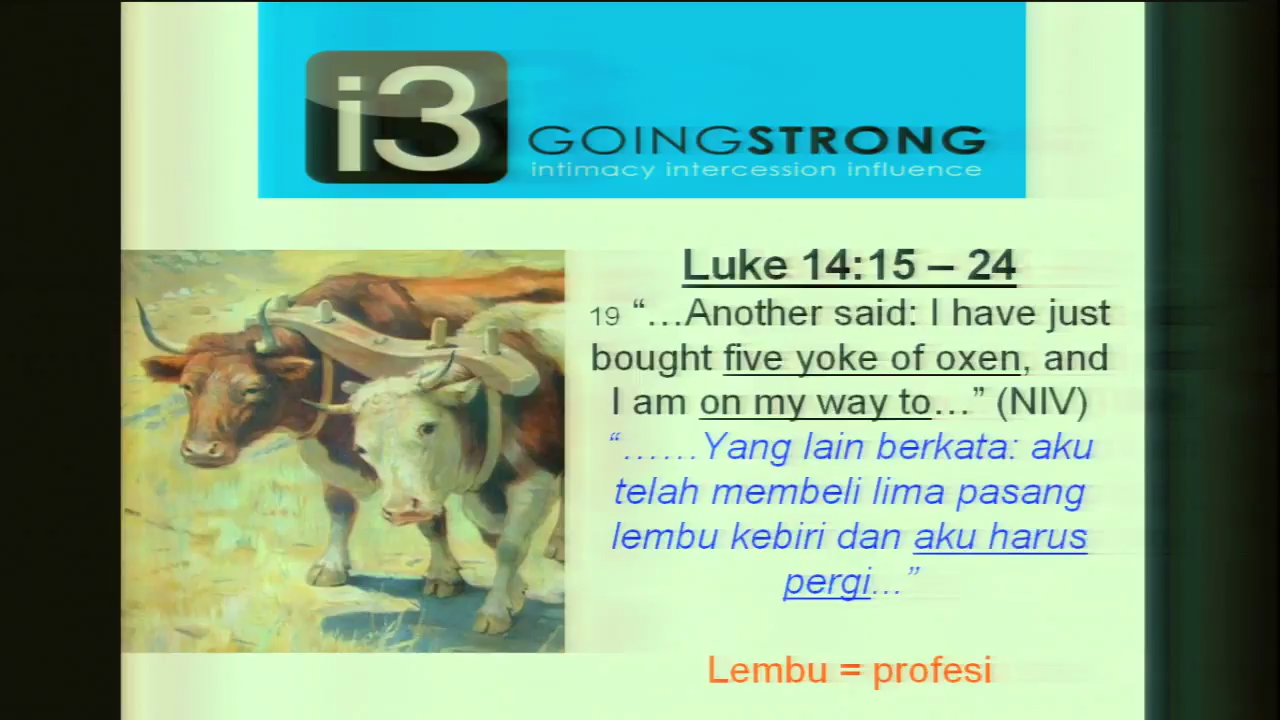 i3
GOINGSTRONG
intimacy intercession influence
Luke 14:15 – 24
19 “…Another said: I have just
bought five yoke of oxen, and
I am on my way to…” (NIV)
“……Yang lain berkata: aku
telah membeli lima pasang
lembu kebiri dan aku harus
pergi…”
Lembu = profesi